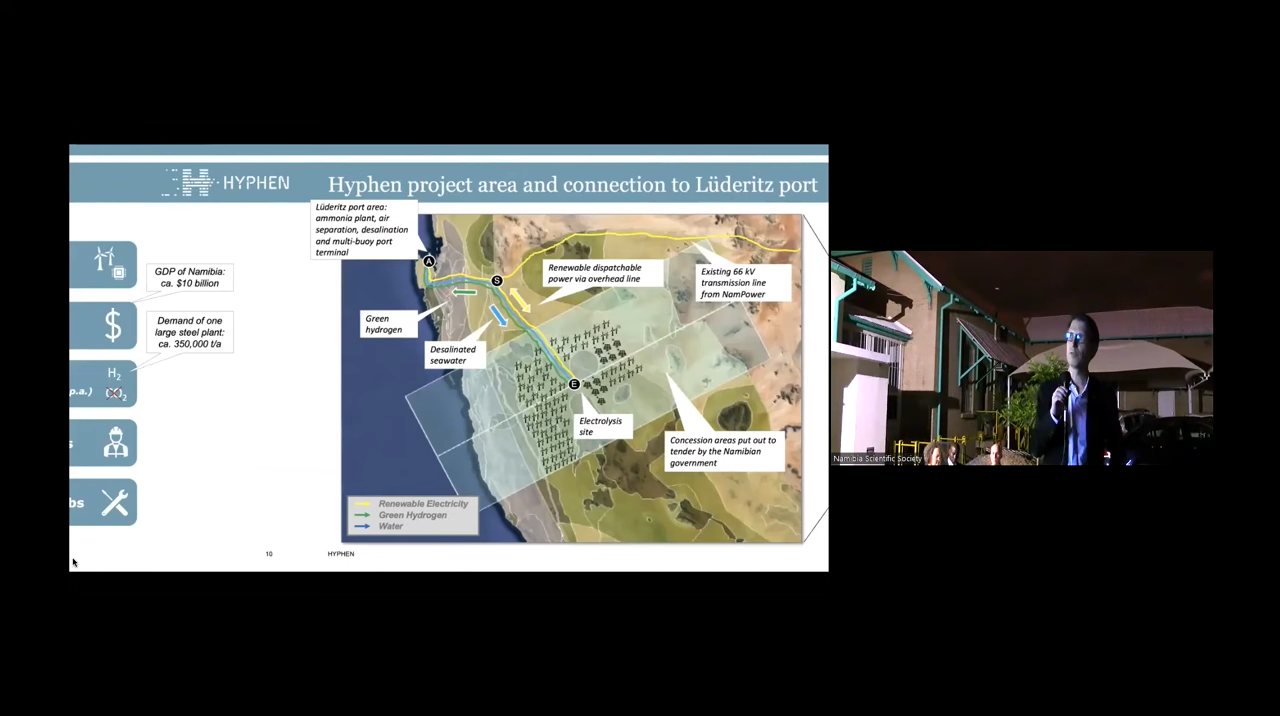 HYPHEN
Hyphen project area and connection to Lüderitz port
Lüderitz port area:
ammonia plant, air
separation, desalination
and multi-buoy port
terminal
A
S
E
Renewable dispatchable
power via overhead line
Existing 66 kV
transmission line
from NamPower
Green
hydrogen
Desalinated
seawater
Electrolysis
site
Concession areas put out to
tender by the Namibian
government
Renewable Electricity
Green Hydrogen
Water
GDP of Namibia:
ca. $10 billion
Demand of one
large steel plant:
ca. 350,000 t/a
$
H₂
p.a.)
CO₂
s
bs
10
HYPHEN
Namibia Scientific Society